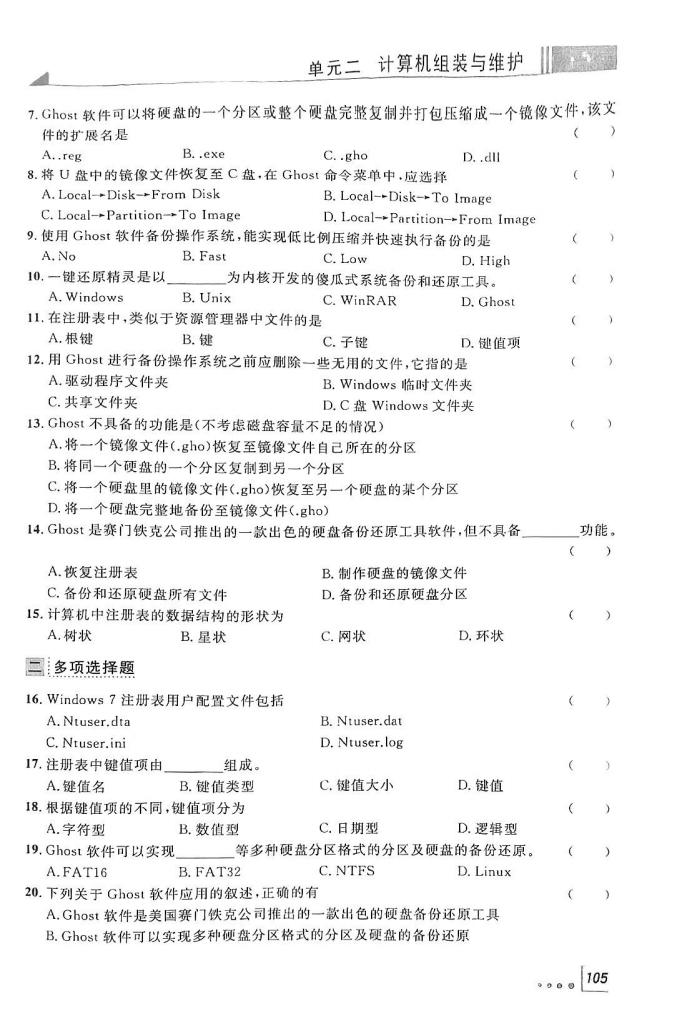 单元二 计算机组装与维护
7. Ghost 软件可以将硬盘的一个分区或整个硬盘完整复制并打包压缩成一个镜像文件,该文
件的扩展名是 ( )
A. .reg B. .exe C. .gho D. .dll
8. 将 U 盘中的镜像文件恢复至 C 盘,在 Ghost 命令菜单中,应选择 ( )
A. Local→Disk→From Disk B. Local→Disk→To Image
C. Local→Partition→To Image D. Local→Partition→From Image
9. 使用 Ghost 软件备份操作系统,能实现低比例压缩并快速执行备份的是 ( )
A. No B. Fast C. Low D. High
10. 一键还原精灵是以______为内核开发的傻瓜式系统备份和还原工具。 ( )
A. Windows B. Unix C. WinRAR D. Ghost
11. 在注册表中,类似于资源管理器中文件的是 ( )
A. 根键 B. 键 C. 子键 D. 键值项
12. 用 Ghost 进行备份操作系统之前应删除一些无用的文件,它指的是 ( )
A. 驱动程序文件夹 B. Windows 临时文件夹
C. 共享文件夹 D. C 盘 Windows 文件夹
13. Ghost 不具备的功能是(不考虑磁盘容量不足的情况) ( )
A. 将一个镜像文件(.gho)恢复至镜像文件自己所在的分区
B. 将同一个硬盘的一个分区复制到另一个分区
C. 将一个硬盘里的镜像文件(.gho)恢复至另一个硬盘的某个分区
D. 将一个硬盘完整地备份至镜像文件(.gho)
14. Ghost 是赛门铁克公司推出的一款出色的硬盘备份还原工具软件,但不具备______功能。
( )
A. 恢复注册表 B. 制作硬盘的镜像文件
C. 备份和还原硬盘所有文件 D. 备份和还原硬盘分区
15. 计算机中注册表的数据结构的形状为 ( )
A. 树状 B. 星状 C. 网状 D. 环状
二 多项选择题
16. Windows 7 注册表用户配置文件包括 ( )
A. Ntuser.dta B. Ntuser.dat
C. Ntuser.ini D. Ntuser.log
17. 注册表中键值项由______组成。 ( )
A. 键值名 B. 键值类型 C. 键值大小 D. 键值
18. 根据键值项的不同,键值项分为 ( )
A. 字符型 B. 数值型 C. 日期型 D. 逻辑型
19. Ghost 软件可以实现______等多种硬盘分区格式的分区及硬盘的备份还原。 ( )
A. FAT16 B. FAT32 C. NTFS D. Linux
20. 下列关于 Ghost 软件应用的叙述,正确的有 ( )
A. Ghost 软件是美国赛门铁克公司推出的一款出色的硬盘备份还原工具
B. Ghost 软件可以实现多种硬盘分区格式的分区及硬盘的备份还原
105